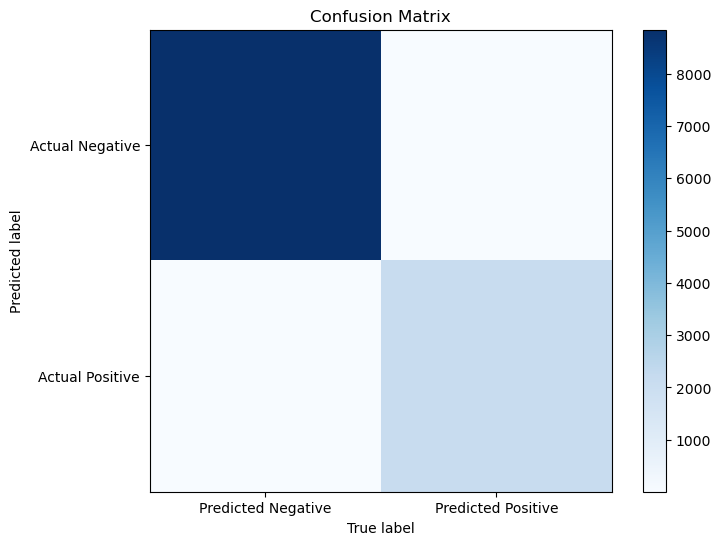 Confusion Matrix
Actual Negative
Actual Positive
Predicted label
Predicted Negative
Predicted Positive
True label
8000
7000
6000
5000
4000
3000
2000
1000